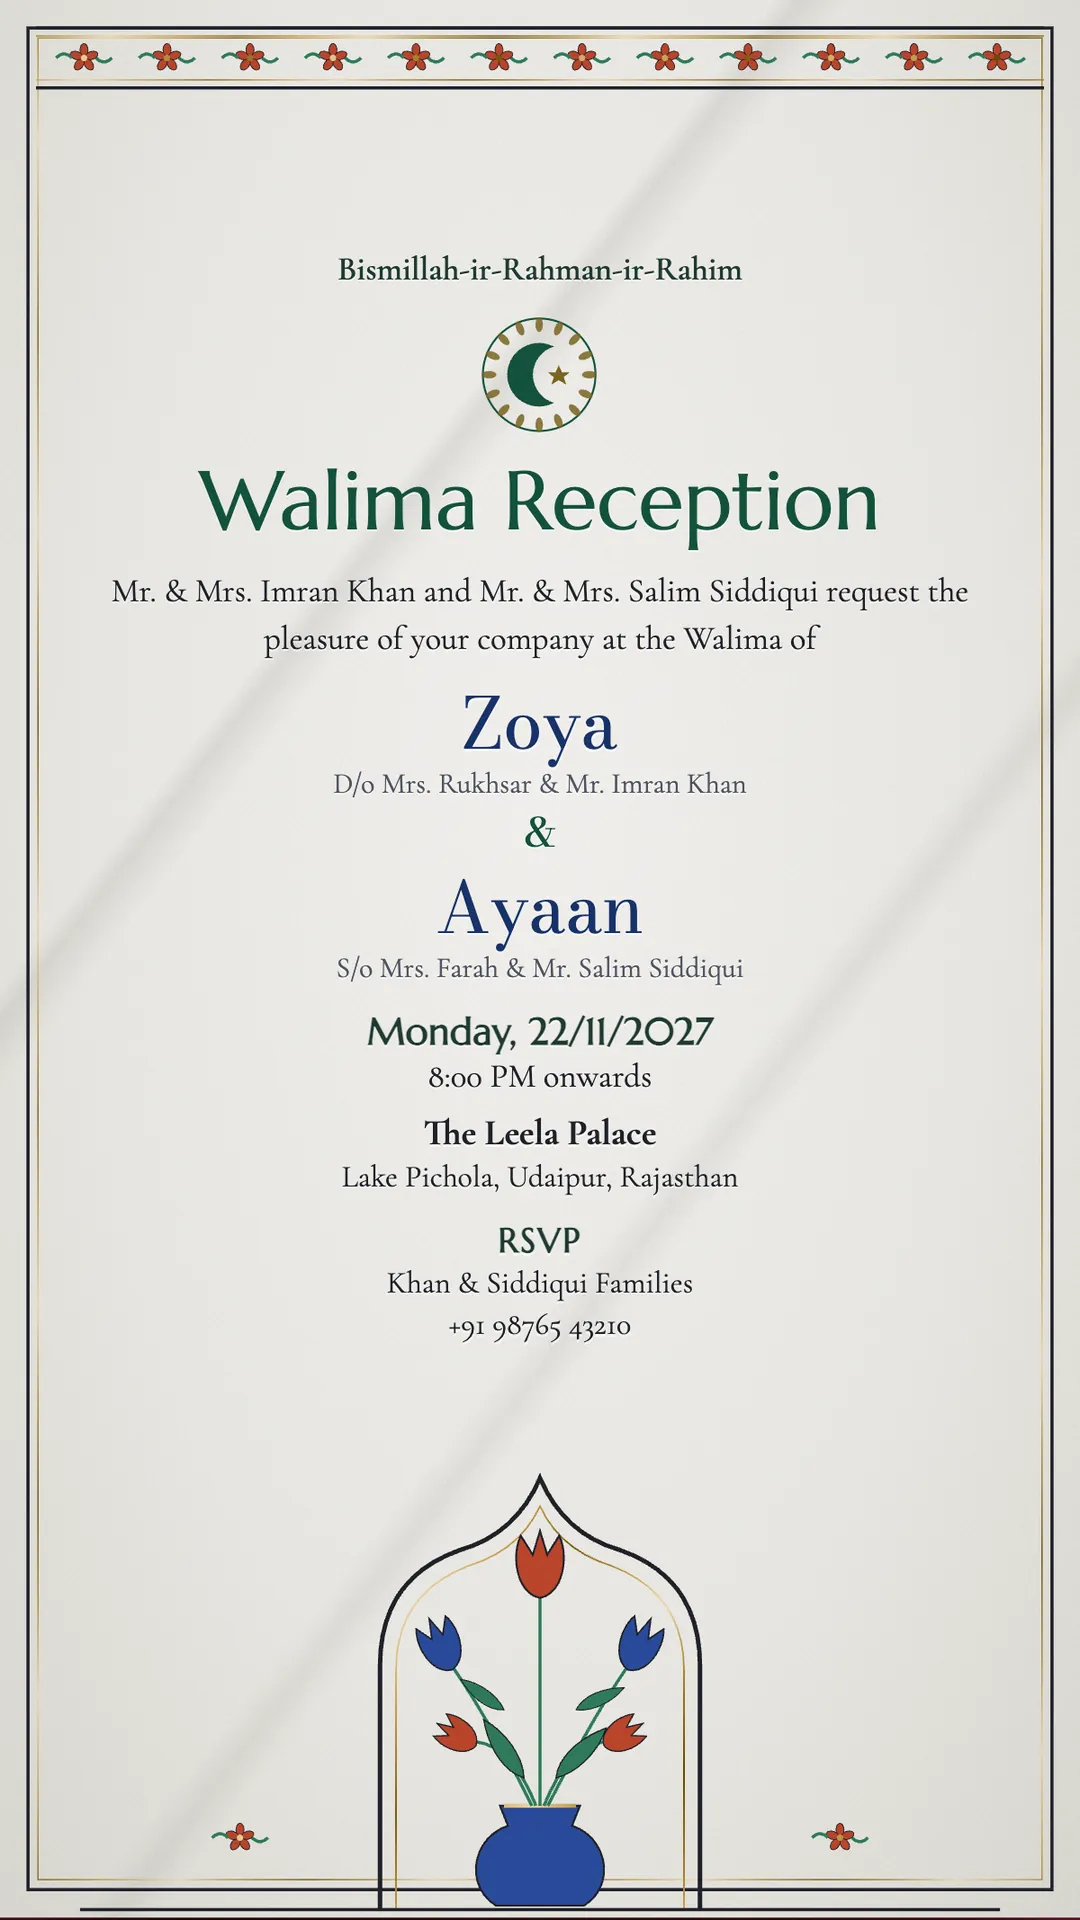 Bismillah-ir-Rahman-ir-Rahim
Walima Reception
Mr. & Mrs. Imran Khan and Mr. & Mrs. Salim Siddiqui request the
pleasure of your company at the Walima of
Zoya
D/o Mrs. Rukhsar & Mr. Imran Khan
&
Ayaan
S/o Mrs. Farah & Mr. Salim Siddiqui
Monday, 22/11/2027
8:00 PM onwards
The Leela Palace
Lake Pichola, Udaipur, Rajasthan
RSVP
Khan & Siddiqui Families
+91 98765 43210